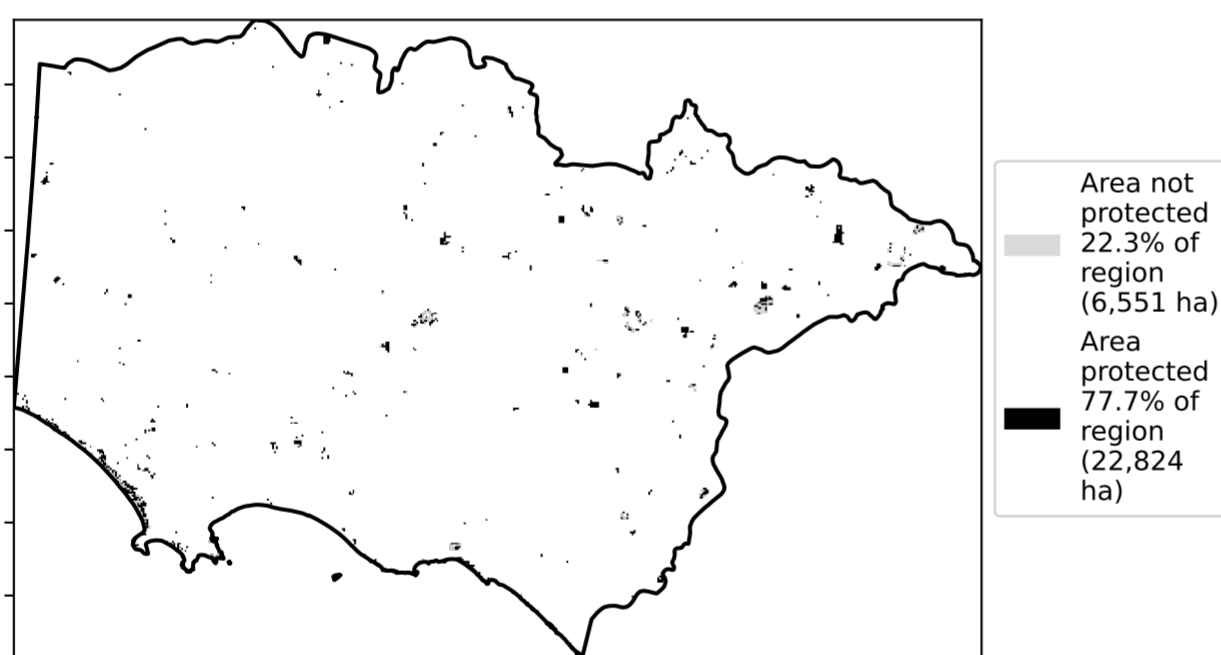 Area not
protected
22.3% of
region
(6,551 ha)
Area
protected
77.7% of
region
(22,824
ha)